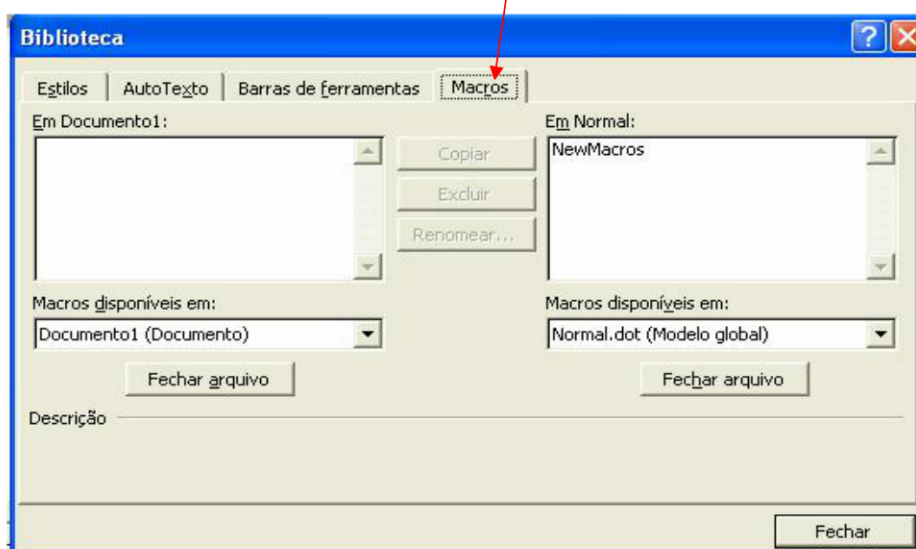 Biblioteca
Estilos AutoTexto Barras de ferramentas Macros
Em Documento1: Em Normal:
Copiar NewMacros
Excluir
Renomear...
Macros disponíveis em: Macros disponíveis em:
Documento1 (Documento) Normal.dot (Modelo global)
Fechar arquivo Fechar arquivo
Descrição
Fechar